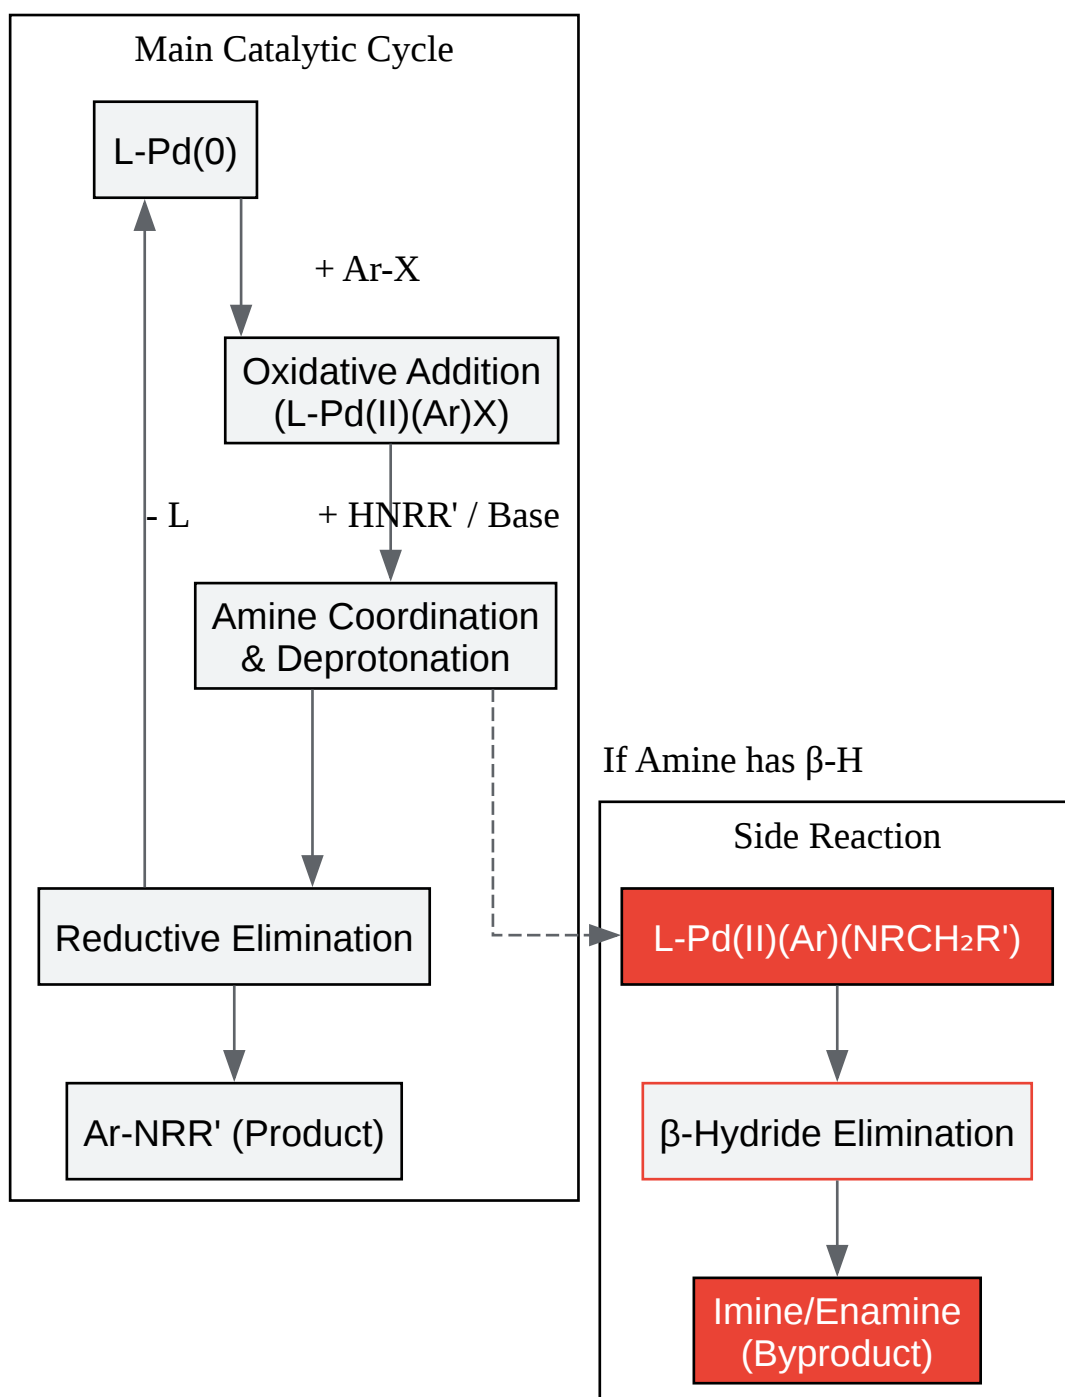 Main Catalytic Cycle
L-Pd(0)
+ Ar-X
Oxidative Addition
(L-Pd(II)(Ar)X)
- L
+ HNRR' / Base
Amine Coordination
& Deprotonation
If Amine has β-H
Side Reaction
Reductive Elimination
L-Pd(II)(Ar)(NRCH₂R')
Ar-NRR' (Product)
β-Hydride Elimination
Imine/Enamine
(Byproduct)